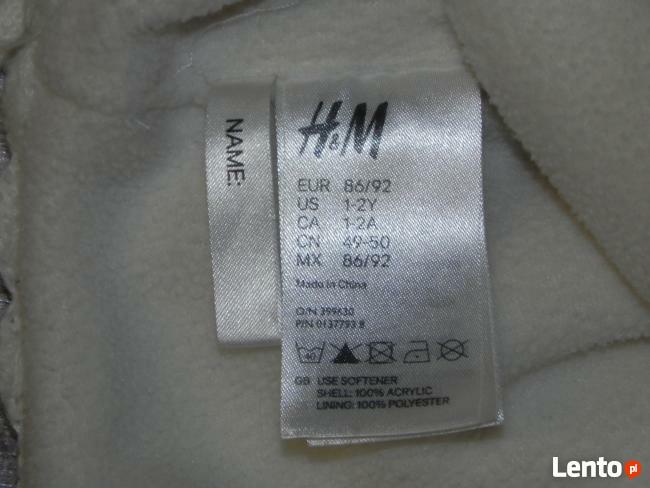 NAME:
H&M
EUR 86/92
US 1-2Y
CA 1-2A
CN 49-50
MX 86/92
Made in China
O/N 399630
P/N 0137793 8
40
GB USE SOFTENER
SHELL: 100% ACRYLIC
LINING: 100% POLYESTER
Lento.pl